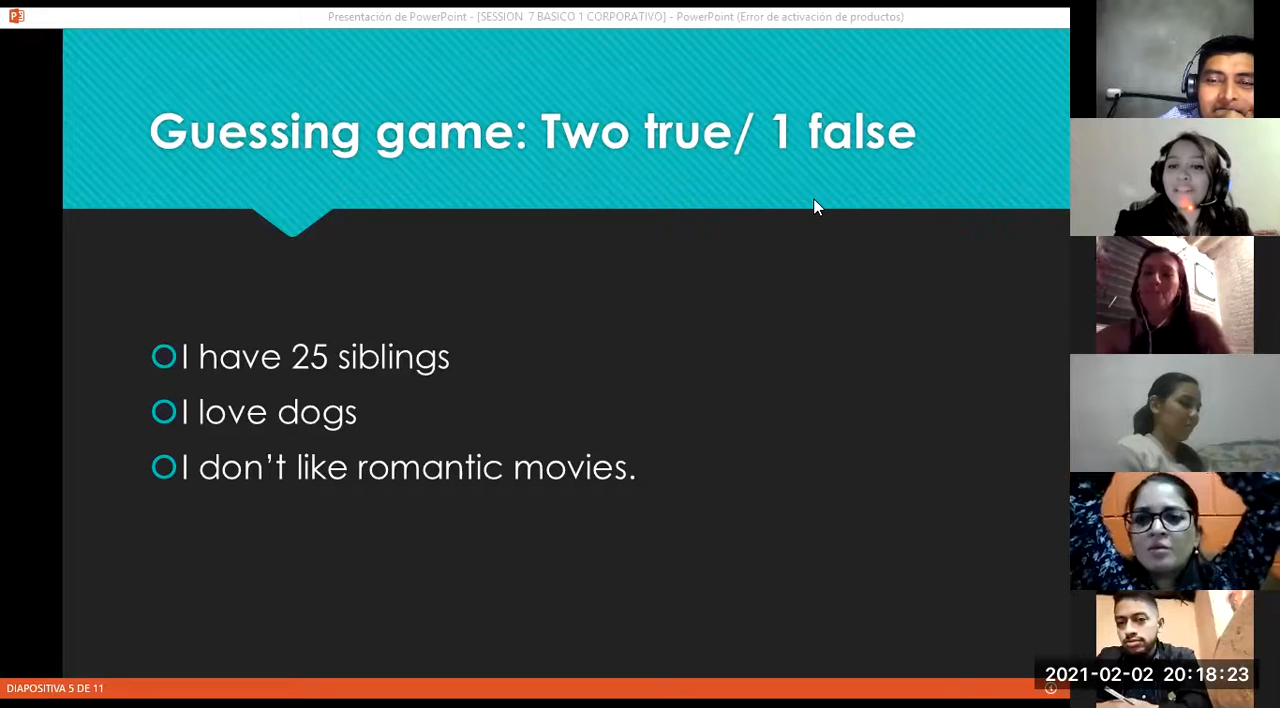 Presentación de PowerPoint - [SESSION 7 BASICO 1 CORPORATIVO] - PowerPoint (Error de activación de productos)
Guessing game: Two true/ 1 false
I have 25 siblings
I love dogs
I don't like romantic movies.
2021-02-02 20:18:23
DIAPOSITIVA 5 DE 11